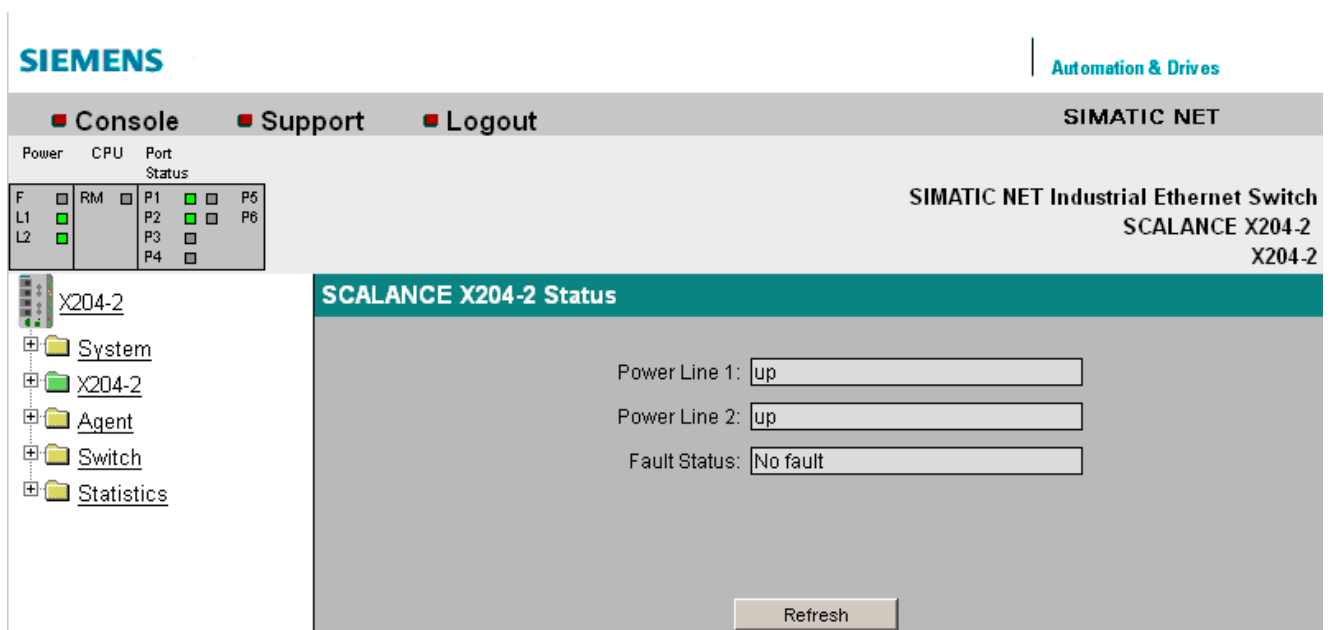 SIEMENS
Automation & Drives
Console Support Logout SIMATIC NET
Power CPU Port
Status
F RM P1 P5
L1 P2 P6
L2 P3
P4
SIMATIC NET Industrial Ethernet Switch
SCALANCE X204-2
X204-2
X204-2
System
X204-2
Agent
Switch
Statistics
SCALANCE X204-2 Status
Power Line 1: up
Power Line 2: up
Fault Status: No fault
Refresh